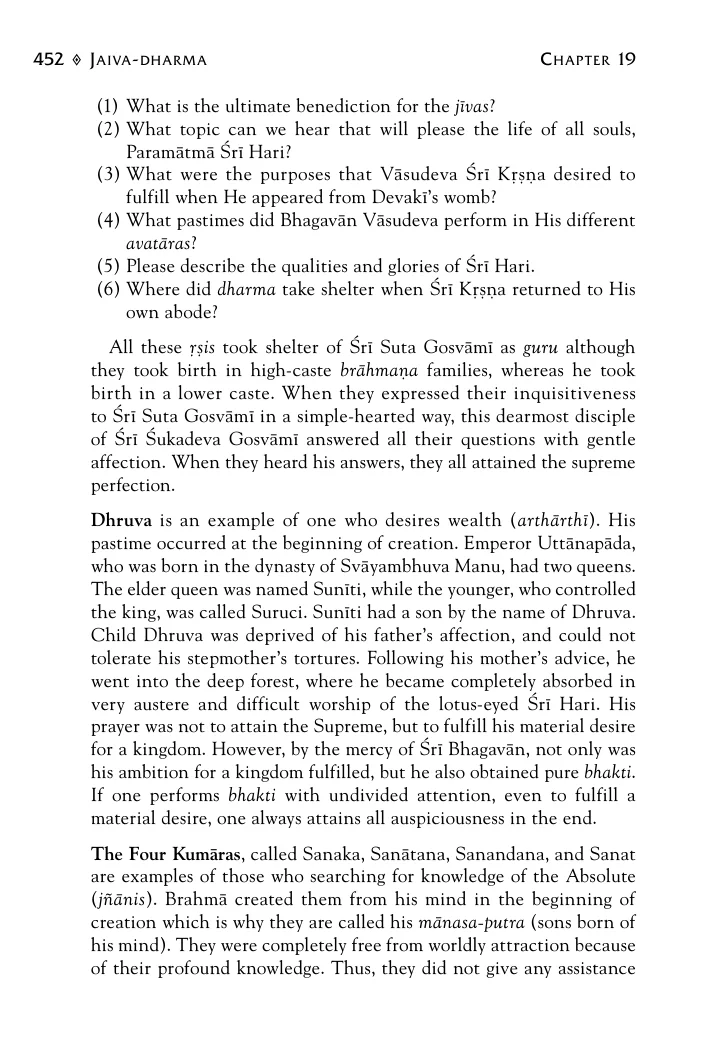 452 ◈ JAIVA-DHARMA CHAPTER 19
(1) What is the ultimate benediction for the jīvas?
(2) What topic can we hear that will please the life of all souls,
Paramātmā Śrī Hari?
(3) What were the purposes that Vāsudeva Śrī Kṛṣṇa desired to
fulfill when He appeared from Devakī’s womb?
(4) What pastimes did Bhagavān Vāsudeva perform in His different
avatāras?
(5) Please describe the qualities and glories of Śrī Hari.
(6) Where did dharma take shelter when Śrī Kṛṣṇa returned to His
own abode?
All these ṛṣis took shelter of Śrī Suta Gosvāmī as guru although
they took birth in high-caste brāhmaṇa families, whereas he took
birth in a lower caste. When they expressed their inquisitiveness
to Śrī Suta Gosvāmī in a simple-hearted way, this dearmost disciple
of Śrī Śukadeva Gosvāmī answered all their questions with gentle
affection. When they heard his answers, they all attained the supreme
perfection.
Dhruva is an example of one who desires wealth (arthārthī). His
pastime occurred at the beginning of creation. Emperor Uttānapāda,
who was born in the dynasty of Svāyambhuva Manu, had two queens.
The elder queen was named Sunīti, while the younger, who controlled
the king, was called Suruci. Sunīti had a son by the name of Dhruva.
Child Dhruva was deprived of his father’s affection, and could not
tolerate his stepmother’s tortures. Following his mother’s advice, he
went into the deep forest, where he became completely absorbed in
very austere and difficult worship of the lotus-eyed Śrī Hari. His
prayer was not to attain the Supreme, but to fulfill his material desire
for a kingdom. However, by the mercy of Śrī Bhagavān, not only was
his ambition for a kingdom fulfilled, but he also obtained pure bhakti.
If one performs bhakti with undivided attention, even to fulfill a
material desire, one always attains all auspiciousness in the end.
The Four Kumāras, called Sanaka, Sanātana, Sanandana, and Sanat
are examples of those who searching for knowledge of the Absolute
(jñānis). Brahmā created them from his mind in the beginning of
creation which is why they are called his mānasa-putra (sons born of
his mind). They were completely free from worldly attraction because
of their profound knowledge. Thus, they did not give any assistance